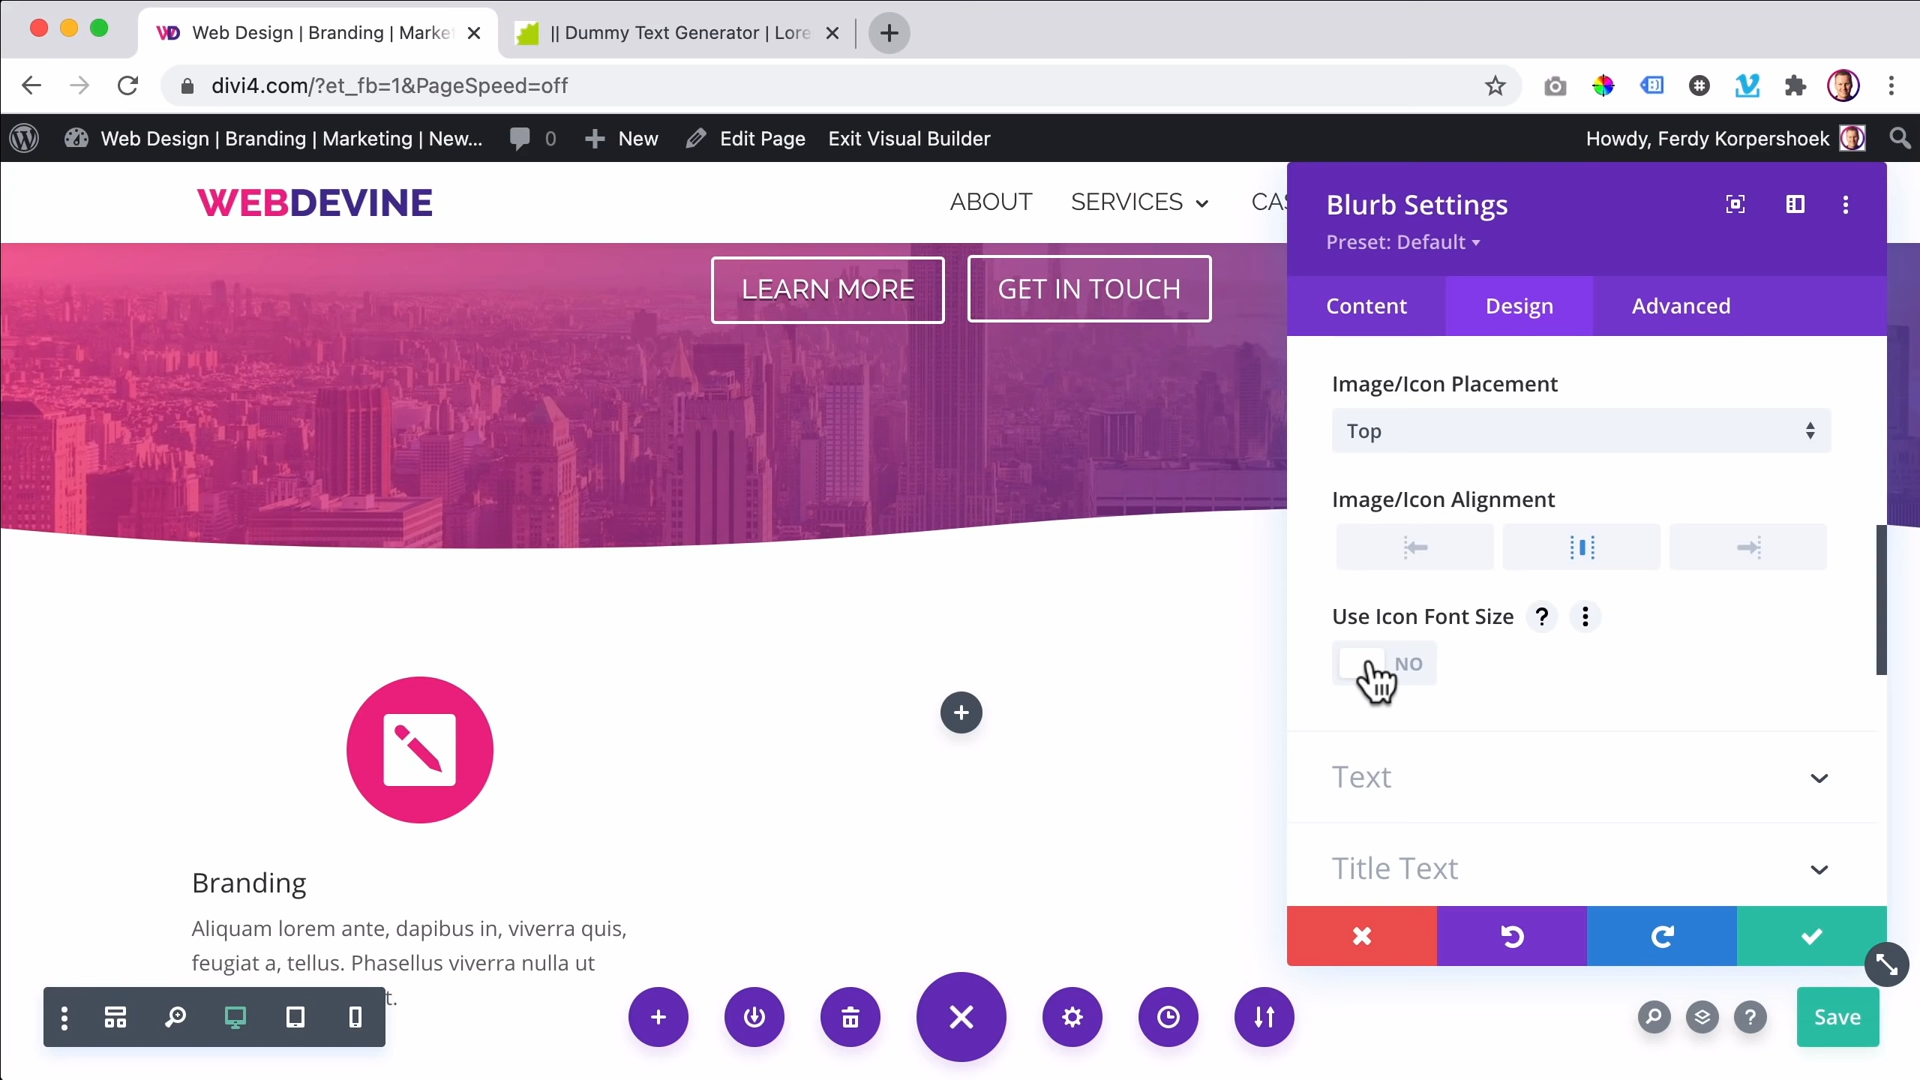 Web Design | Branding | Marke
|| Dummy Text Generator | Lore
divi4.com/?et_fb=1&PageSpeed=off
Web Design | Branding | Marketing | New...
0
New
Edit Page
Exit Visual Builder
Howdy, Ferdy Korpershoek
WEBDEVINE
ABOUT
SERVICES
CAS
LEARN MORE
GET IN TOUCH
Blurb Settings
Preset: Default
Content
Design
Advanced
Image/Icon Placement
Top
Image/Icon Alignment
Use Icon Font Size
?
NO
Text
Title Text
Branding
Aliquam lorem ante, dapibus in, viverra quis,
feugiat a, tellus. Phasellus viverra nulla ut
t.
?
Save